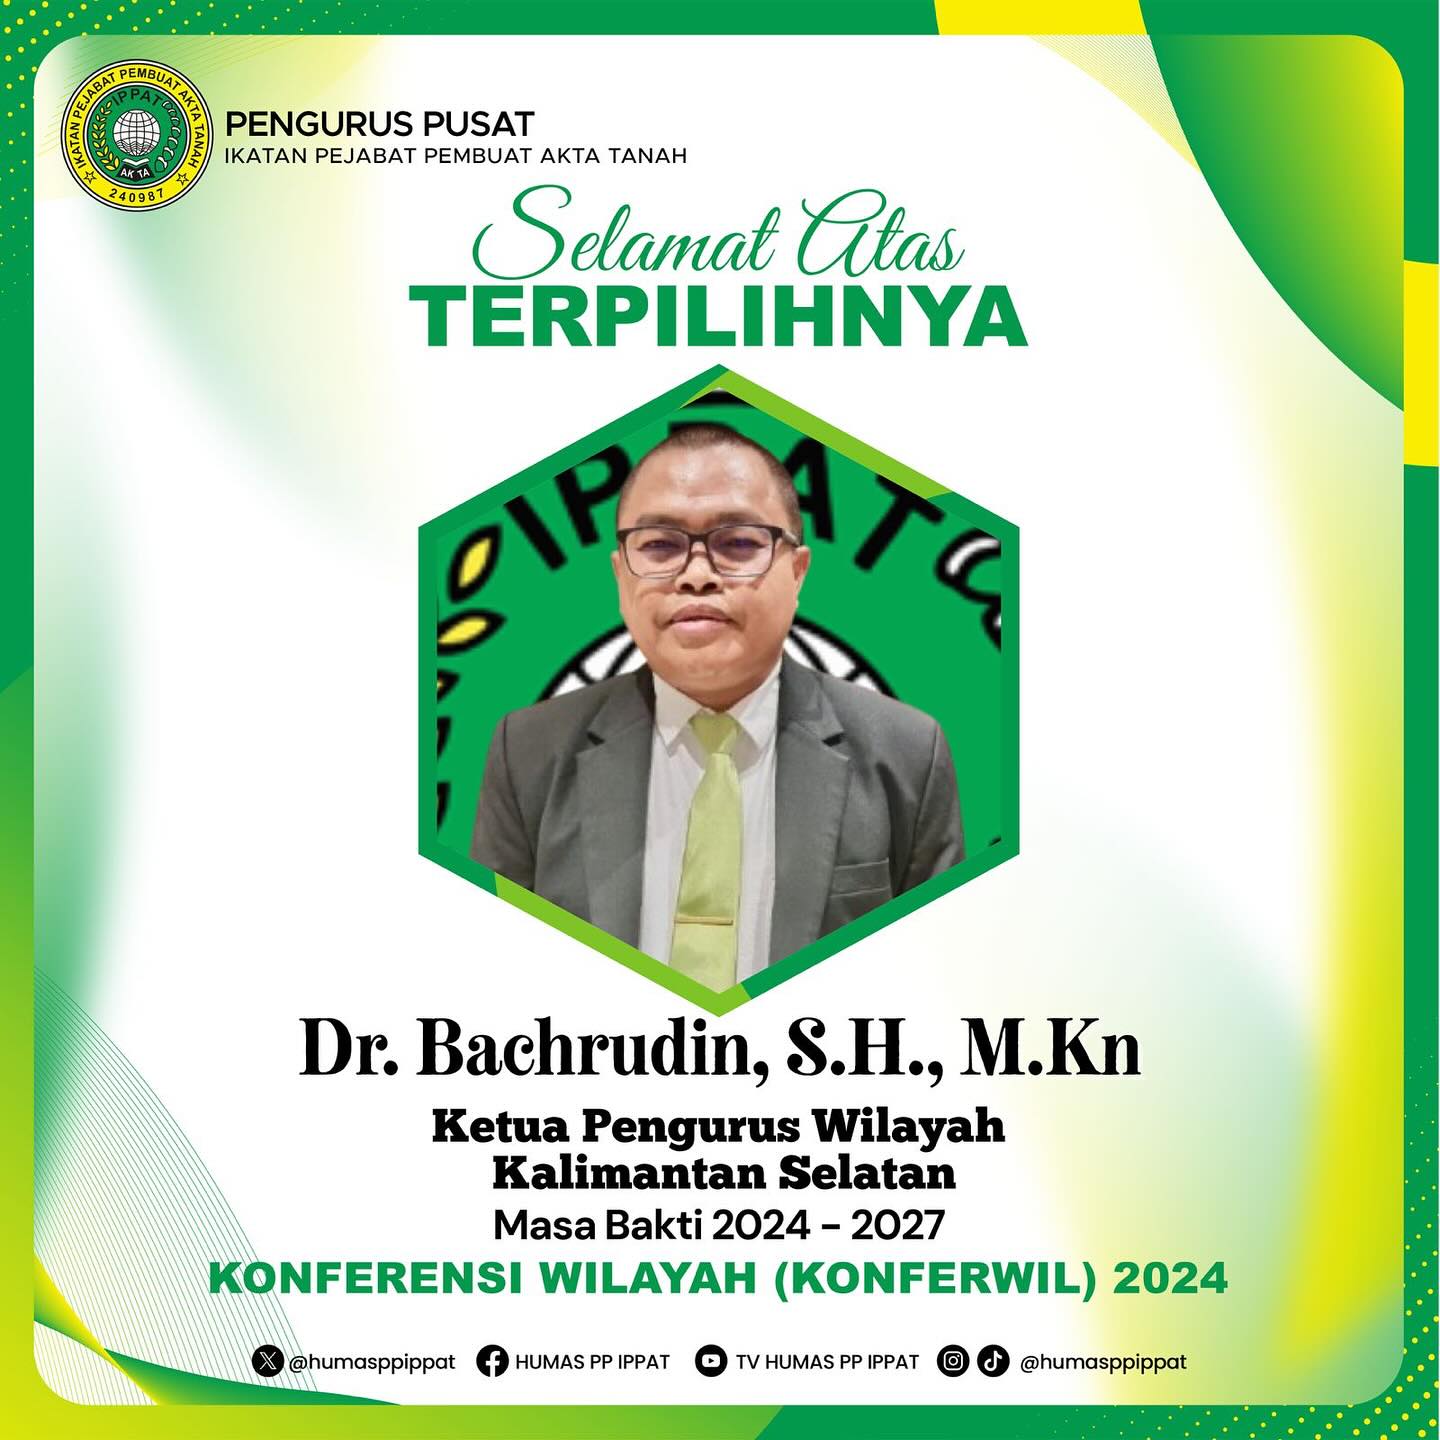 IKATAN PEJABAT PEMBUAT AKTA TANAH
IPPAT
AKTA
240987
PENGURUS PUSAT
IKATAN PEJABAT PEMBUAT AKTA TANAH
Selamat Atas
TERPILIHNYA
IPPAT
Dr. Bachrudin, S.H., M.Kn
Ketua Pengurus Wilayah
Kalimantan Selatan
Masa Bakti 2024 – 2027
KONFERENSI WILAYAH (KONFERWIL) 2024
@humasppippat HUMAS PP IPPAT TV HUMAS PP IPPAT @humasppippat